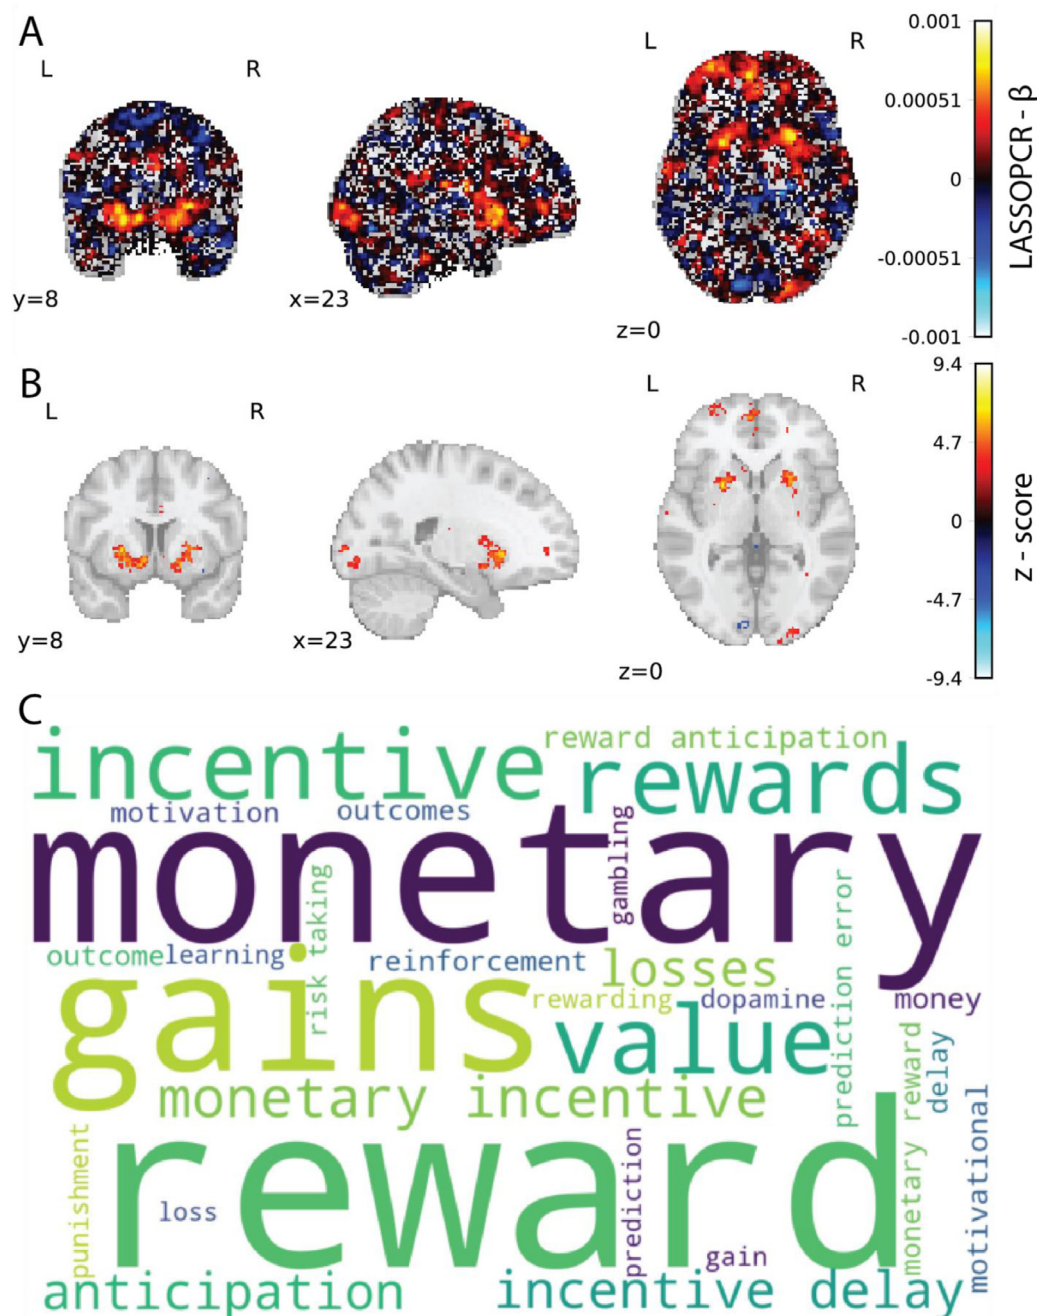 A
L
R
L
R
y=8
x=23
z=0
0.001
0.00051
0
-0.00051
-0.001
LASSOPCR - β
B
L
R
L
R
y=8
x=23
z=0
9.4
4.7
0
-4.7
-9.4
z - score
C
incentive
reward anticipation
rewards
motivation
outcomes
monetary
gambling
risk taking
prediction error
outcome
learning
reinforcement
losses
gains
rewarding
dopamine
money
value
monetary incentive
monetary reward
delay
motivational
punishment
reward
loss
prediction
gain
anticipation
incentive delay